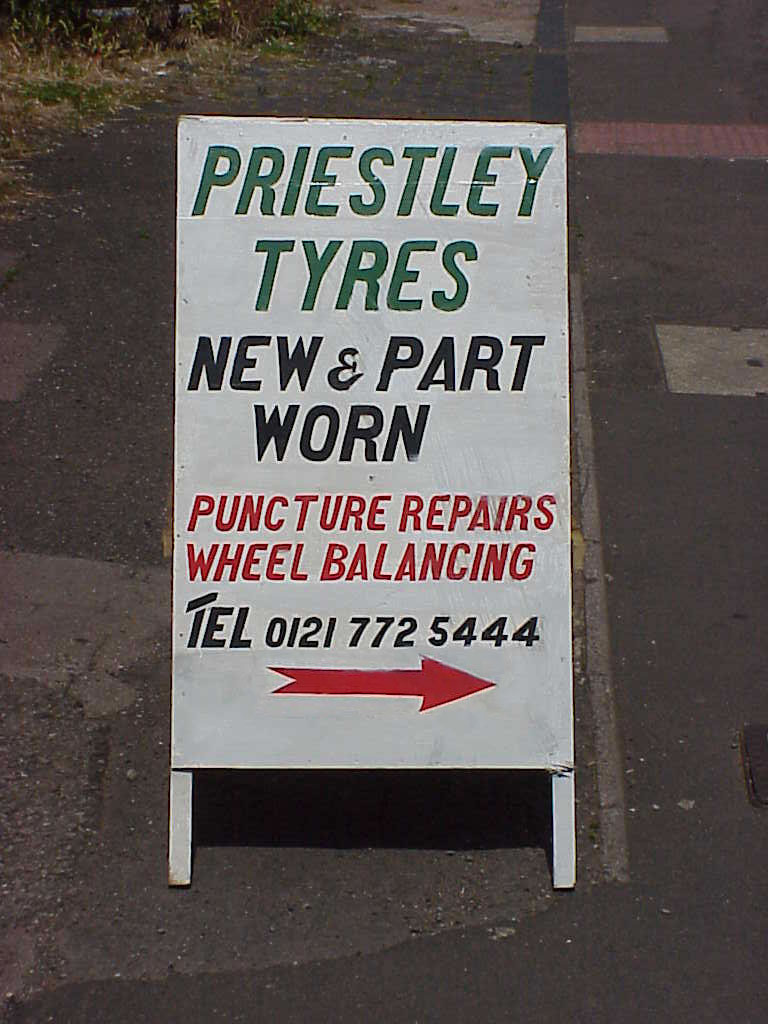 PRIESTLEY
TYRES
NEW & PART
WORN
PUNCTURE REPAIRS
WHEEL BALANCING
TEL 0121 772 5444